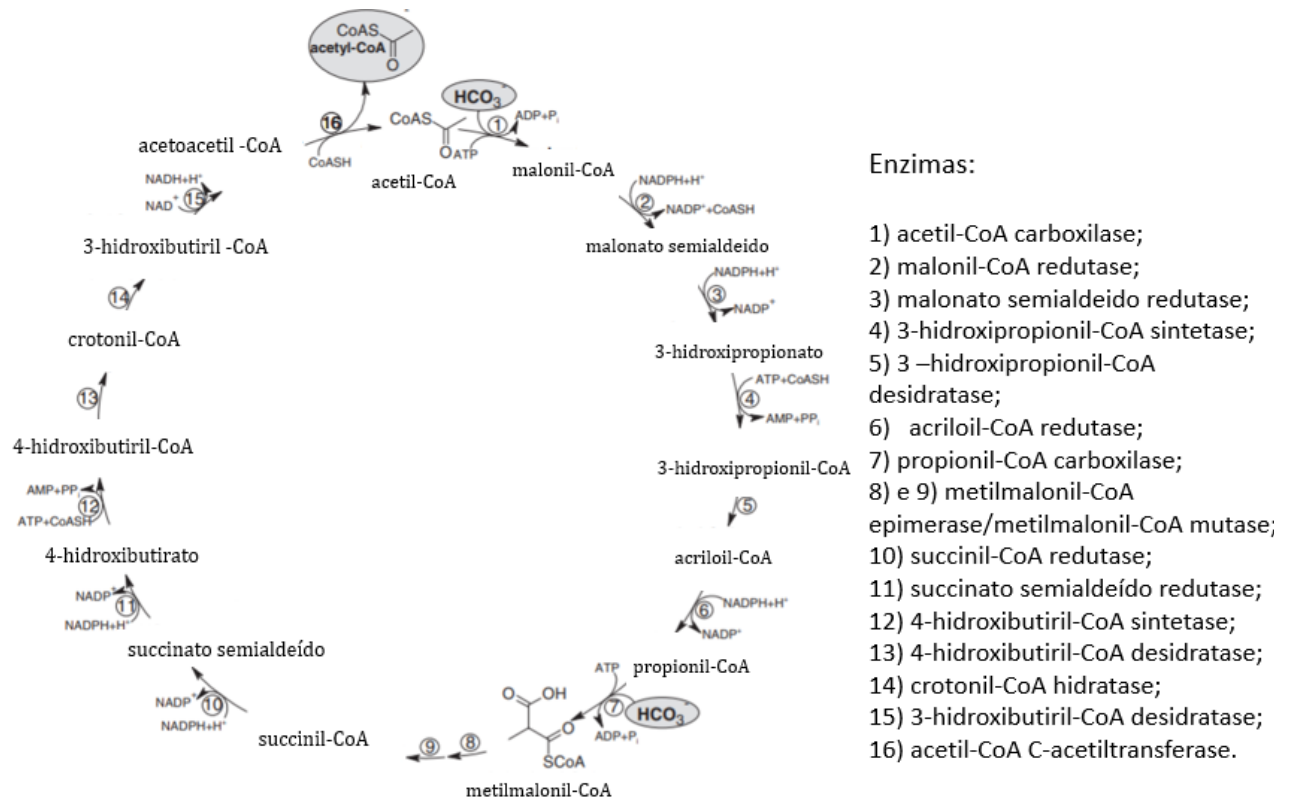 CoAS
acetyl-CoA
O
HCO3-
16
CoASH
CoAS
O
ATP
1
ADP+Pi
acetil-CoA
malonil-CoA
NADPH+H+
2
NADP++CoASH
malonato semialdeido
NADPH+H+
3
NADP+
3-hidroxipropionato
ATP+CoASH
4
AMP+PPi
3-hidroxipropionil-CoA
5
acriloil-CoA
6
NADPH+H+
NADP+
propionil-CoA
ATP
7
HCO3-
ADP+Pi
O
OH
O
SCoA
metilmalonil-CoA
8
9
succinil-CoA
NADP+
10
NADPH+H+
succinato semialdeído
NADP+
11
NADPH+H+
4-hidroxibutirato
AMP+PPi
12
ATP+CoASH
4-hidroxibutiril-CoA
13
crotonil-CoA
14
3-hidroxibutiril -CoA
NADH+H+
NAD+
15
acetoacetil -CoA
Enzimas:
1) acetil-CoA carboxilase;
2) malonil-CoA redutase;
3) malonato semialdeido redutase;
4) 3-hidroxipropionil-CoA sintetase;
5) 3 –hidroxipropionil-CoA
desidratase;
6) acriloil-CoA redutase;
7) propionil-CoA carboxilase;
8) e 9) metilmalonil-CoA
epimerase/metilmalonil-CoA mutase;
10) succinil-CoA redutase;
11) succinato semialdeído redutase;
12) 4-hidroxibutiril-CoA sintetase;
13) 4-hidroxibutiril-CoA desidratase;
14) crotonil-CoA hidratase;
15) 3-hidroxibutiril-CoA desidratase;
16) acetil-CoA C-acetiltransferase.